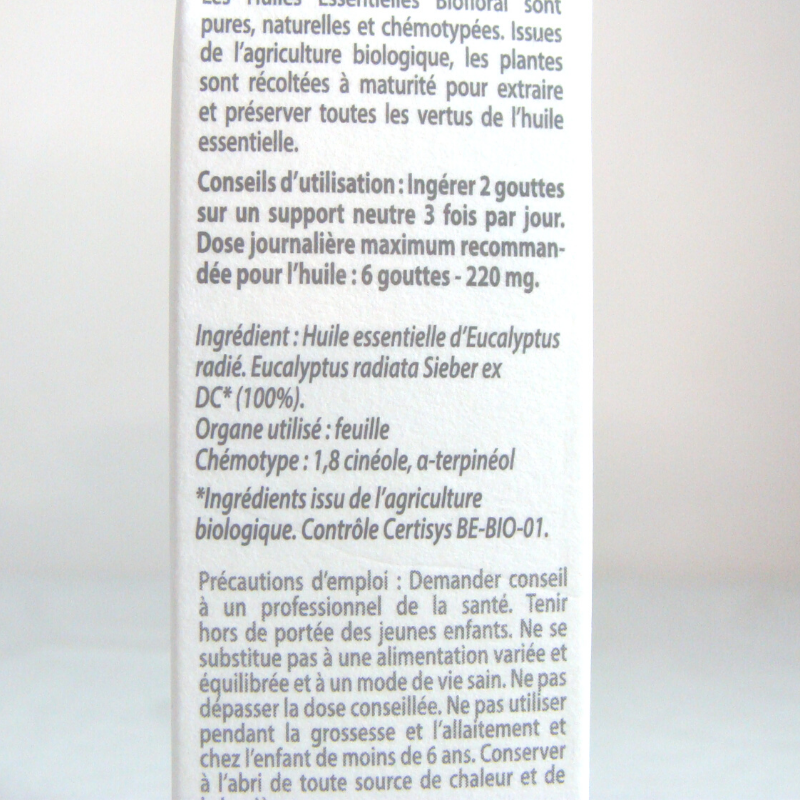 Les Huiles Essentielles Biofloral sont
pures, naturelles et chémotypées. Issues
de l'agriculture biologique, les plantes
sont récoltées à maturité pour extraire
et préserver toutes les vertus de l'huile
essentielle.
Conseils d'utilisation : Ingérer 2 gouttes
sur un support neutre 3 fois par jour.
Dose journalière maximum recomman-
dée pour l'huile : 6 gouttes - 220 mg.
Ingrédient : Huile essentielle d'Eucalyptus
radié. Eucalyptus radiata Sieber ex
DC* (100%).
Organe utilisé : feuille
Chémotype : 1,8 cinéole, α-terpinéol
*Ingrédients issu de l'agriculture
biologique. Contrôle Certisys BE-BIO-01.
Précautions d'emploi : Demander conseil
à un professionnel de la santé. Tenir
hors de portée des jeunes enfants. Ne se
substitue pas à une alimentation variée et
équilibrée et à un mode de vie sain. Ne pas
dépasser la dose conseillée. Ne pas utiliser
pendant la grossesse et l'allaitement et
chez l'enfant de moins de 6 ans. Conserver
à l'abri de toute source de chaleur et de